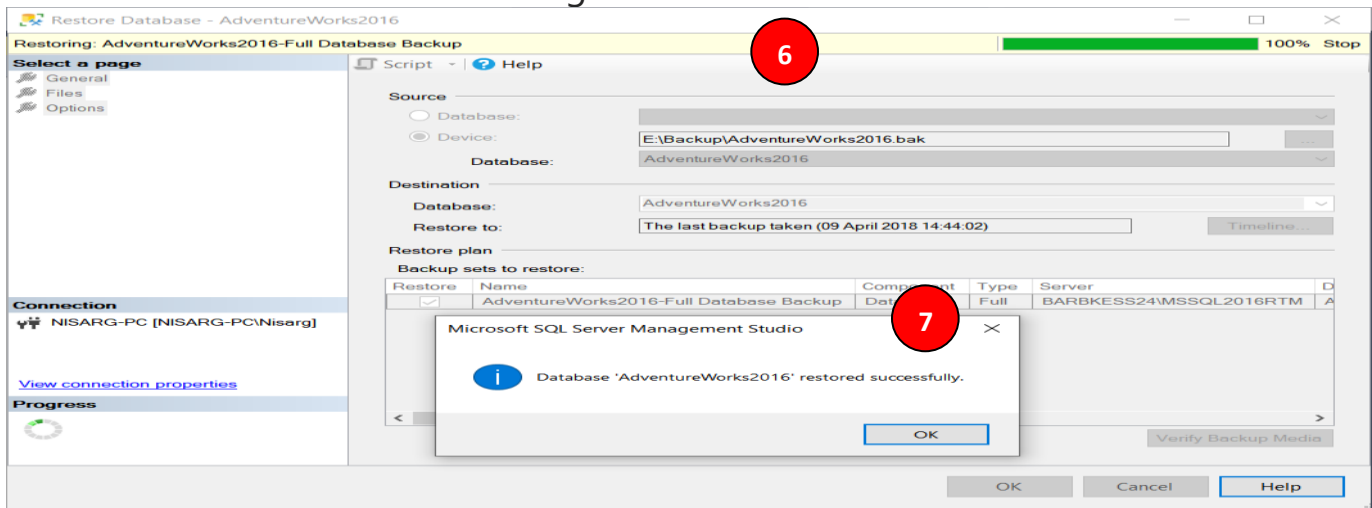 Restore Database - AdventureWorks2016
Restoring: AdventureWorks2016-Full Database Backup 100% Stop
6
Select a page
General
Files
Options
Script Help
Source
Database:
Device: E:\Backup\AdventureWorks2016.bak ...
Database: AdventureWorks2016
Destination
Database: AdventureWorks2016
Restore to: The last backup taken (09 April 2018 14:44:02) Timeline...
Restore plan
Backup sets to restore:
Restore Name Component Type Server D
AdventureWorks2016-Full Database Backup Full BARBKESS24\MSSQL2016RTM A
Connection
NISARG-PC [NISARG-PC\Nisarg]
View connection properties
Progress
7
Microsoft SQL Server Management Studio
Database 'AdventureWorks2016' restored successfully.
OK
Verify Backup Media
OK Cancel Help